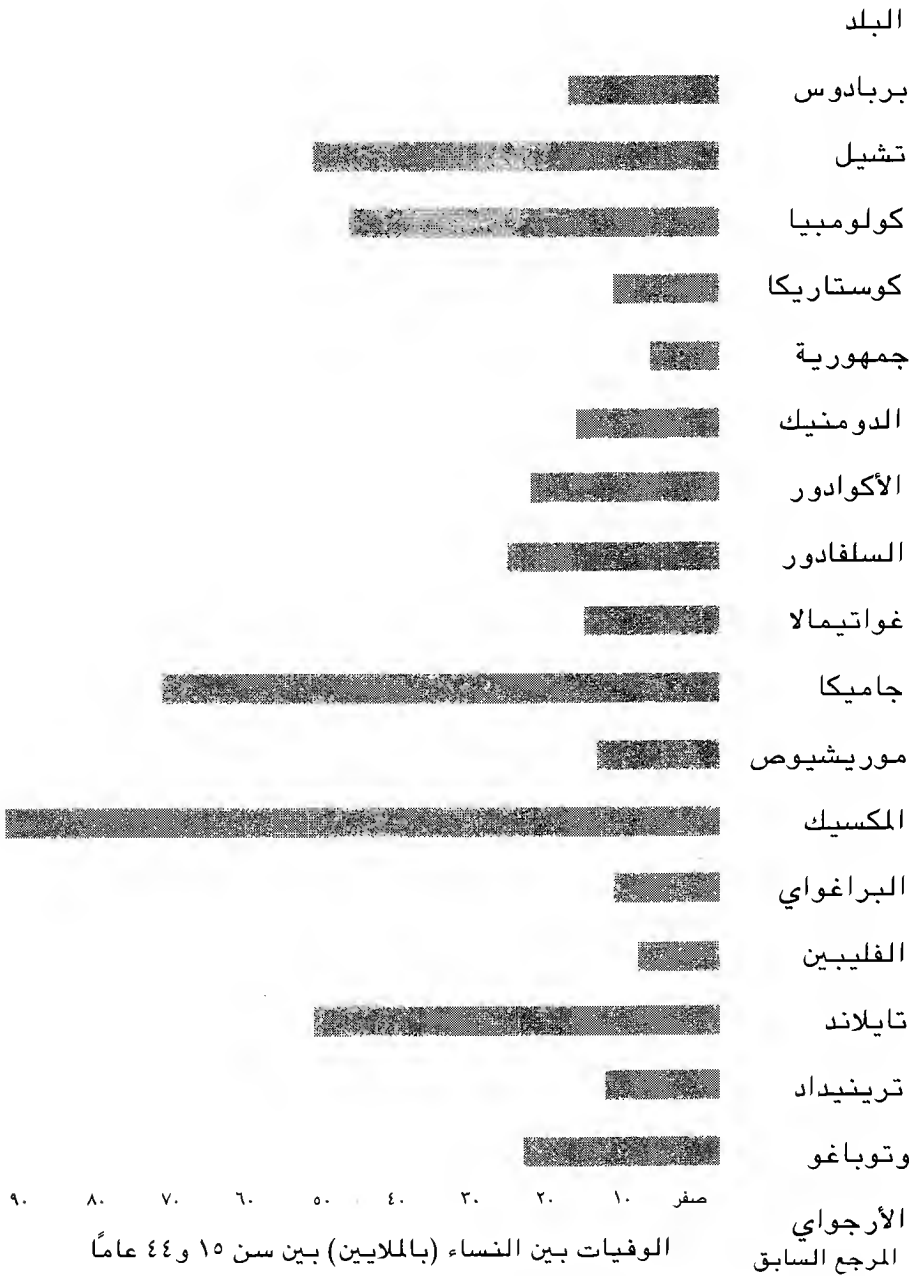 البلد
بربادوس
تشيل
كولومبيا
كوستاريكا
جمهورية
الدومنيك
الأكوادور
السلفادور
غواتيمالا
جاميكا
موريشيوص
المكسيك
البراغواي
الفليبين
تايلاند
ترينيداد
وتوباغو
صفر ١٠ ٢٠ ٣٠ ٤٠ ٥٠ ٦٠ ٧٠ ٨٠ ٩٠
الأرجواي
الوفيات بين النساء (بالملايين) بين سن ١٥ و٤٤ عاماً
المرجع السابق